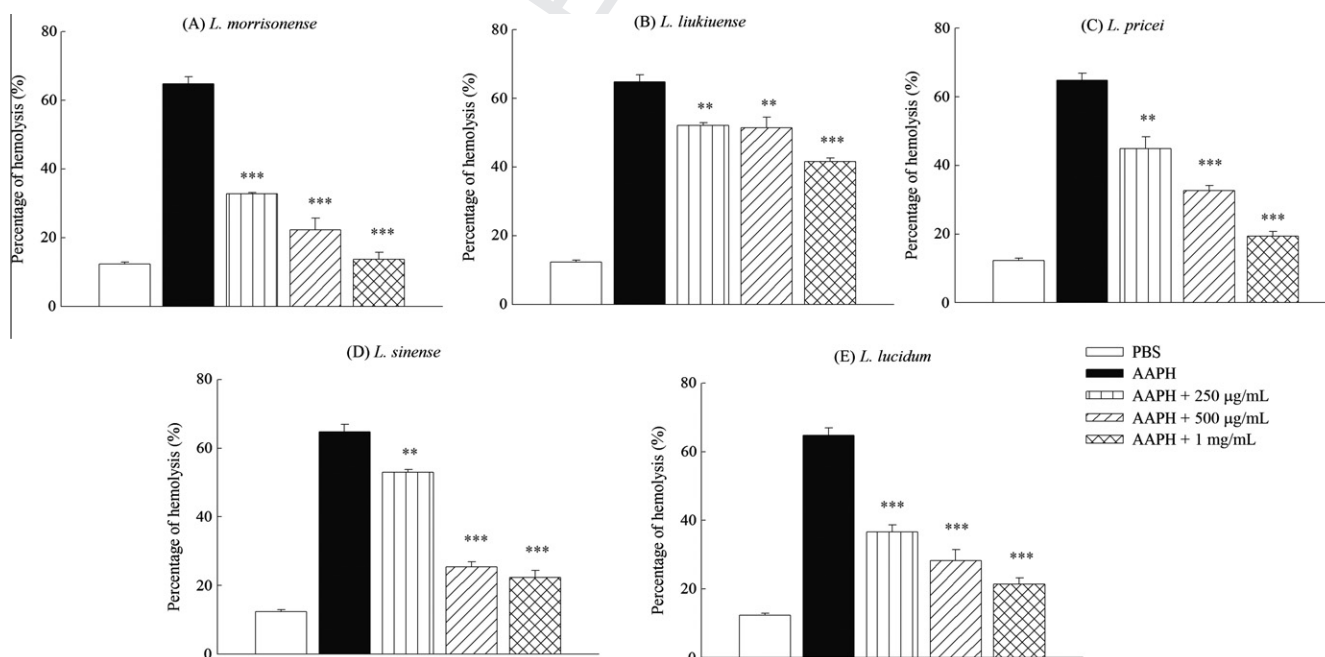 (A) L. morrisonense
(B) L. liukiuense
(C) L. pricei
Percentage of hemolysis (%)
80
60
40
20
0
***
***
***
Percentage of hemolysis (%)
80
60
40
20
0
**
**
***
Percentage of hemolysis (%)
80
60
40
20
0
**
***
***
(D) L. sinense
Percentage of hemolysis (%)
80
60
40
20
0
**
***
***
(E) L. lucidum
Percentage of hemolysis (%)
80
60
40
20
0
***
***
***
PBS
AAPH
AAPH + 250 μg/mL
AAPH + 500 μg/mL
AAPH + 1 mg/mL